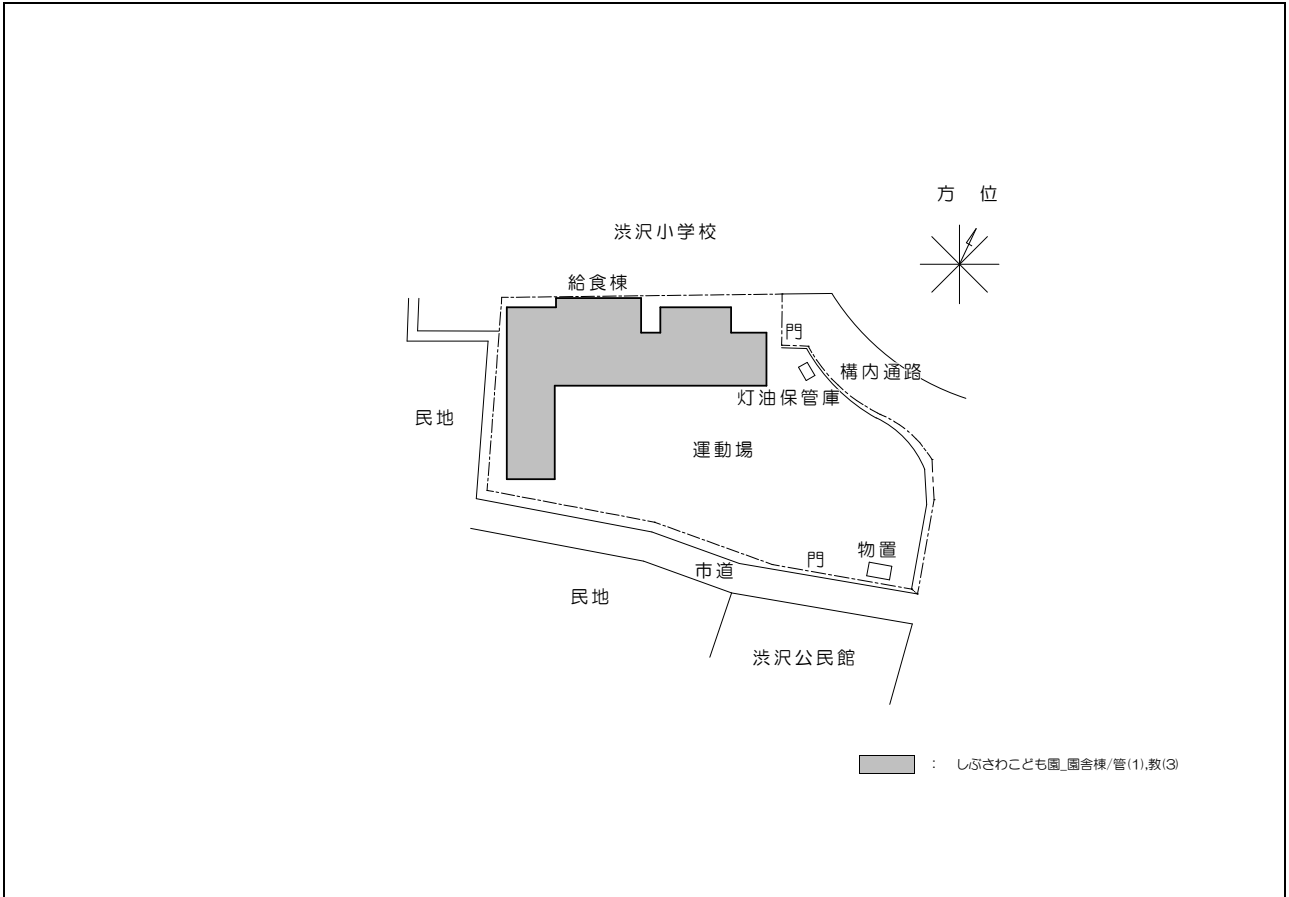 方 位
渋沢小学校
給食棟
門
構内通路
灯油保管庫
民地
運動場
門
物置
市道
民地
渋沢公民館
： しぶさわこども園_園舎棟/管(1),教(3)